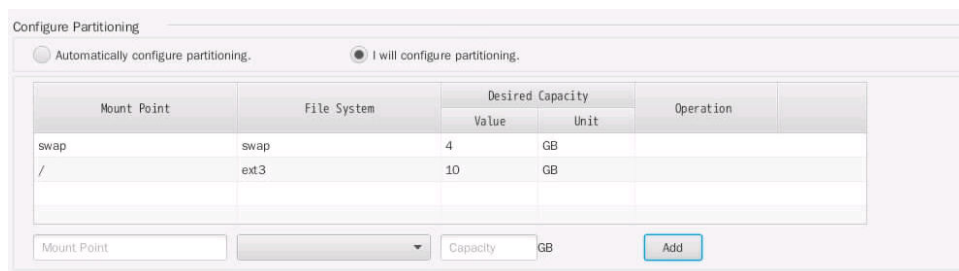 Configure Partitioning
Automatically configure partitioning. I will configure partitioning.
Mount Point File System Desired Capacity Operation
Value Unit
swap swap 4 GB
/ ext3 10 GB
Mount Point Capacity GB Add